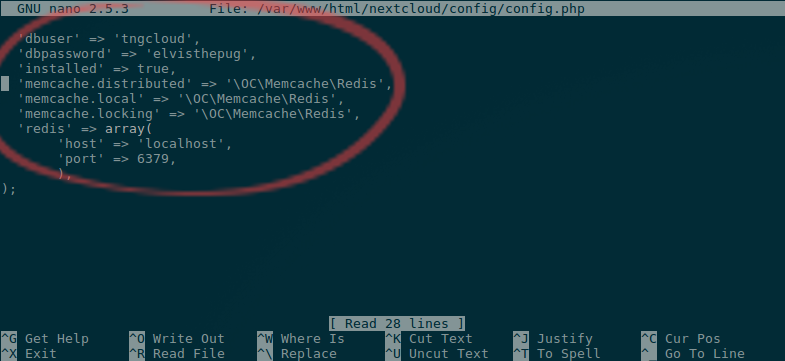 GNU nano 2.5.3 File: /var/www/html/nextcloud/config/config.php
'dbuser' => 'tngcloud',
'dbpassword' => 'elvisthepug',
'installed' => true,
'memcache.distributed' => '\OC\Memcache\Redis',
'memcache.local' => '\OC\Memcache\Redis',
'memcache.locking' => '\OC\Memcache\Redis',
'redis' => array(
'host' => 'localhost',
'port' => 6379,
),
);
[ Read 28 lines ]
^G Get Help ^O Write Out ^W Where Is ^K Cut Text ^J Justify ^C Cur Pos
^X Exit ^R Read File ^\ Replace ^U Uncut Text ^T To Spell ^_ Go To Line